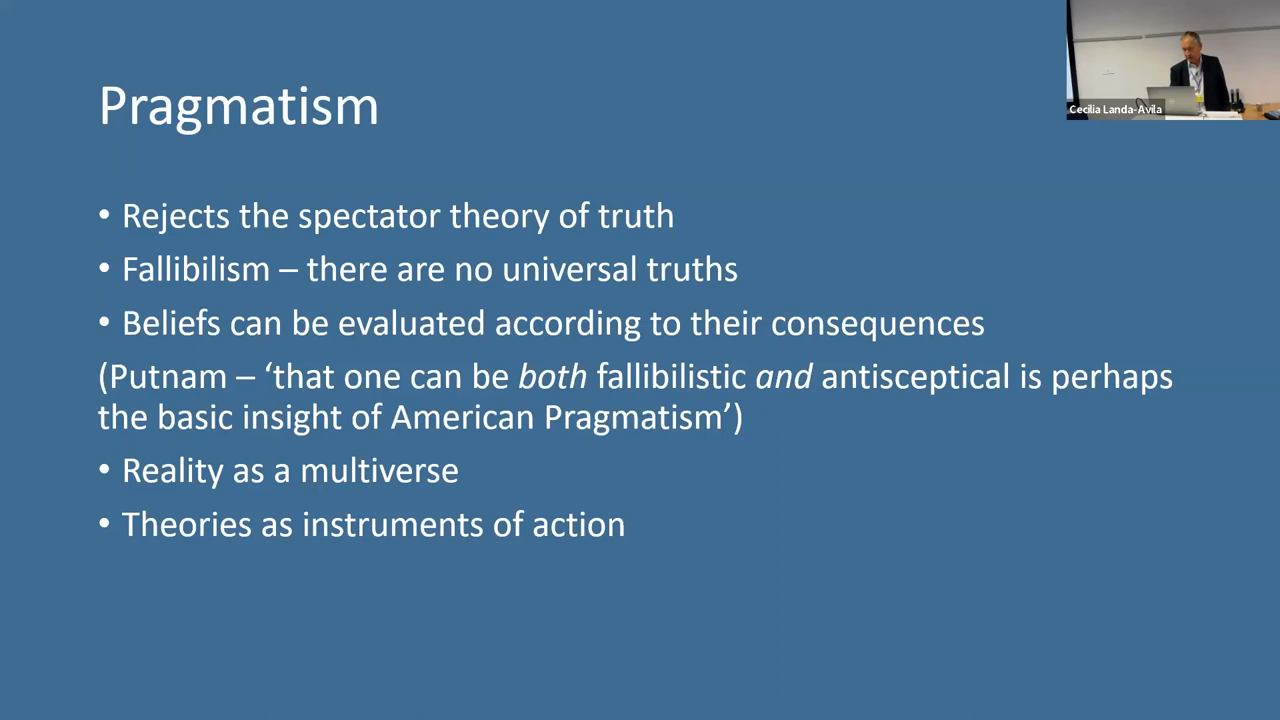 Pragmatism
• Rejects the spectator theory of truth
• Fallibilism – there are no universal truths
• Beliefs can be evaluated according to their consequences
(Putnam – ‘that one can be both fallibilistic and antisceptical is perhaps
the basic insight of American Pragmatism’)
• Reality as a multiverse
• Theories as instruments of action
Cecilia Landa-Avila